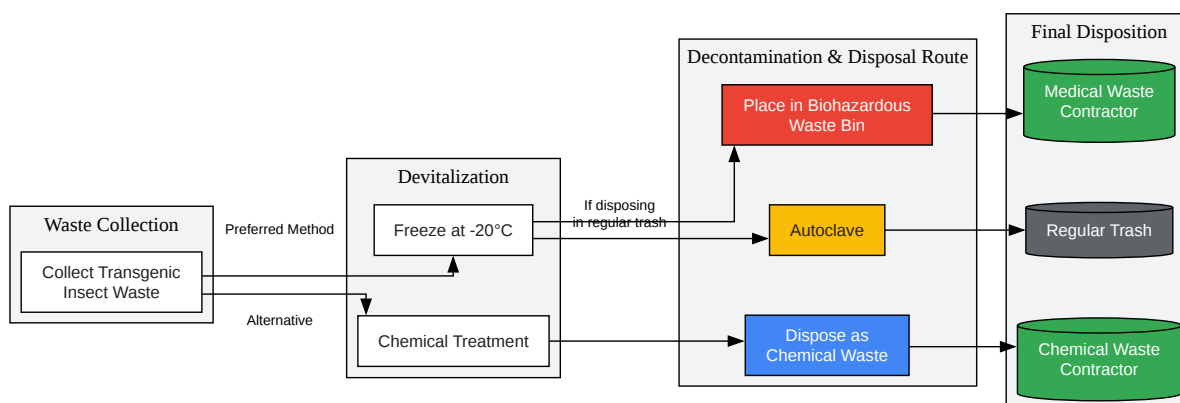 Waste Collection
Collect Transgenic
Insect Waste
Preferred Method
Alternative
Devitalization
Freeze at -20°C
Chemical Treatment
If disposing
in regular trash
Decontamination & Disposal Route
Place in Biohazardous
Waste Bin
Autoclave
Dispose as
Chemical Waste
Final Disposition
Medical Waste
Contractor
Regular Trash
Chemical Waste
Contractor